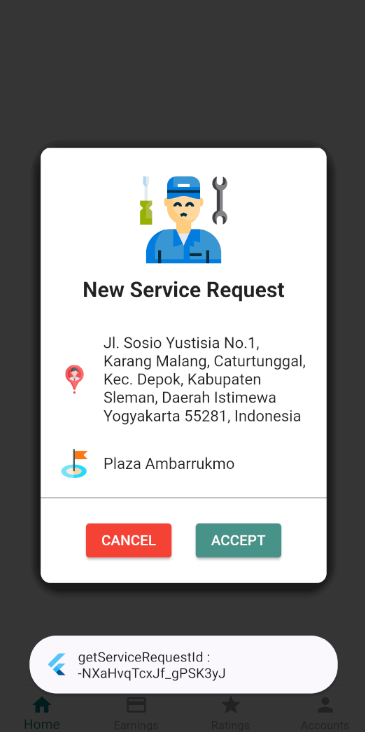 New Service Request
Jl. Sosio Yustisia No.1,
Karang Malang, Caturtunggal,
Kec. Depok, Kabupaten
Sleman, Daerah Istimewa
Yogyakarta 55281, Indonesia
Plaza Ambarrukmo
CANCEL
ACCEPT
getServiceRequestId :
-NXaHvqTcxJf_gPSK3yJ
Home
Earnings
Ratings
Accounts